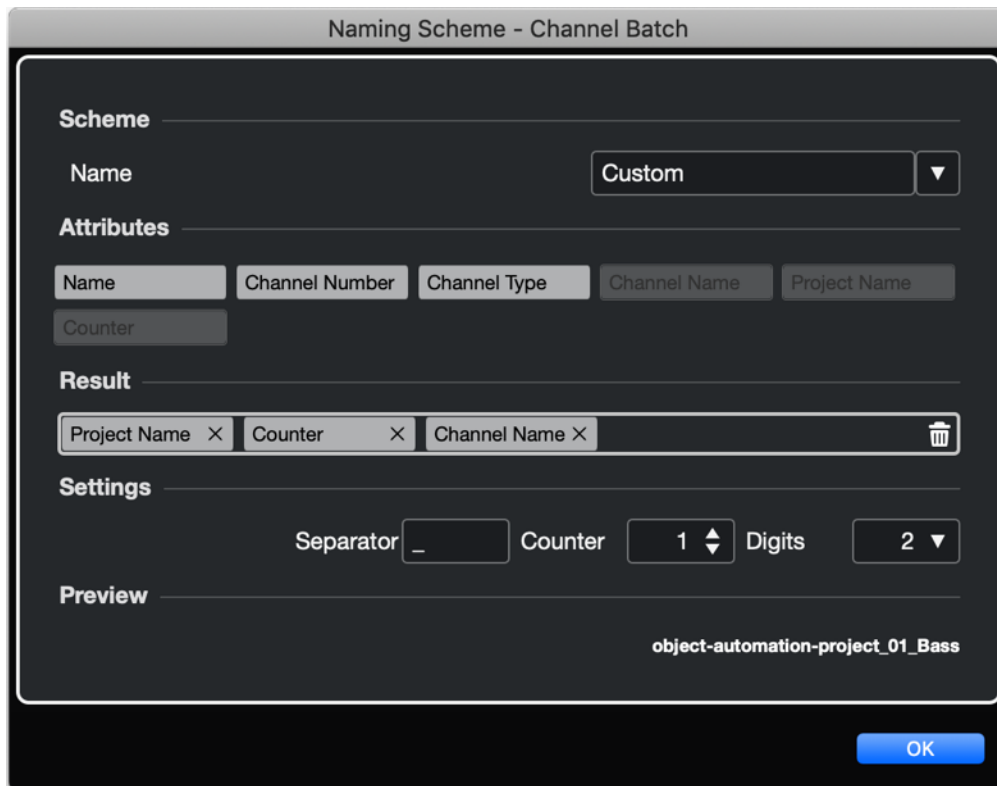 Naming Scheme - Channel Batch
Scheme
Name Custom ▼
Attributes
Name Channel Number Channel Type Channel Name Project Name
Counter
Result
Project Name × Counter × Channel Name ×
Settings
Separator _ Counter 1 Digits 2 ▼
Preview
object-automation-project_01_Bass
OK